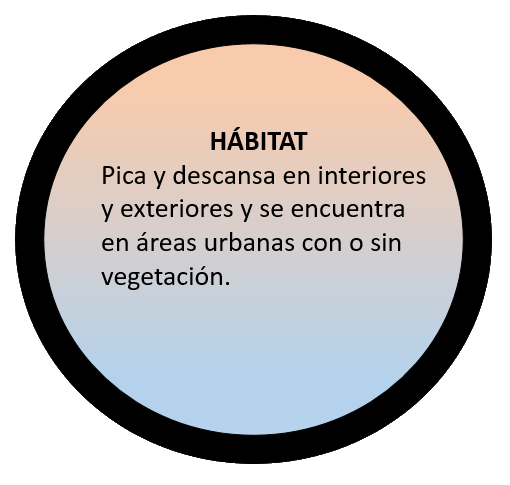 HÁBITAT
Pica y descansa en interiores
y exteriores y se encuentra
en áreas urbanas con o sin
vegetación.